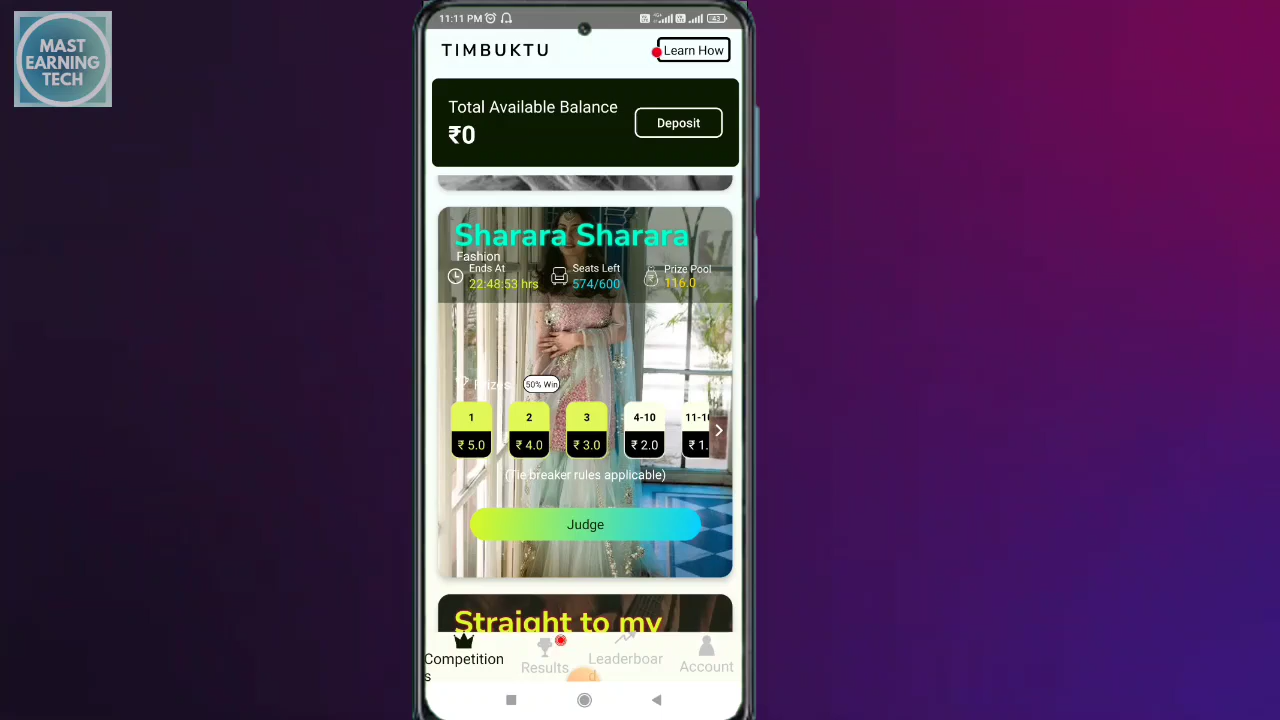 MAST
EARNING
TECH
11:11 PM
43
TIMBUKTU
Learn How
Total Available Balance
₹0
Deposit
Sharara Sharara
Fashion
Ends At
22:48:53 hrs
Seats Left
574/600
Prize Pool
116.0
Prizes
50% Win
1
2
3
4-10
₹ 5.0
₹ 4.0
₹ 3.0
₹ 2.0
₹ 1.
(Tie breaker rules applicable)
Judge
Straight to my
Competition
s
Results
Leaderboar
d
Account